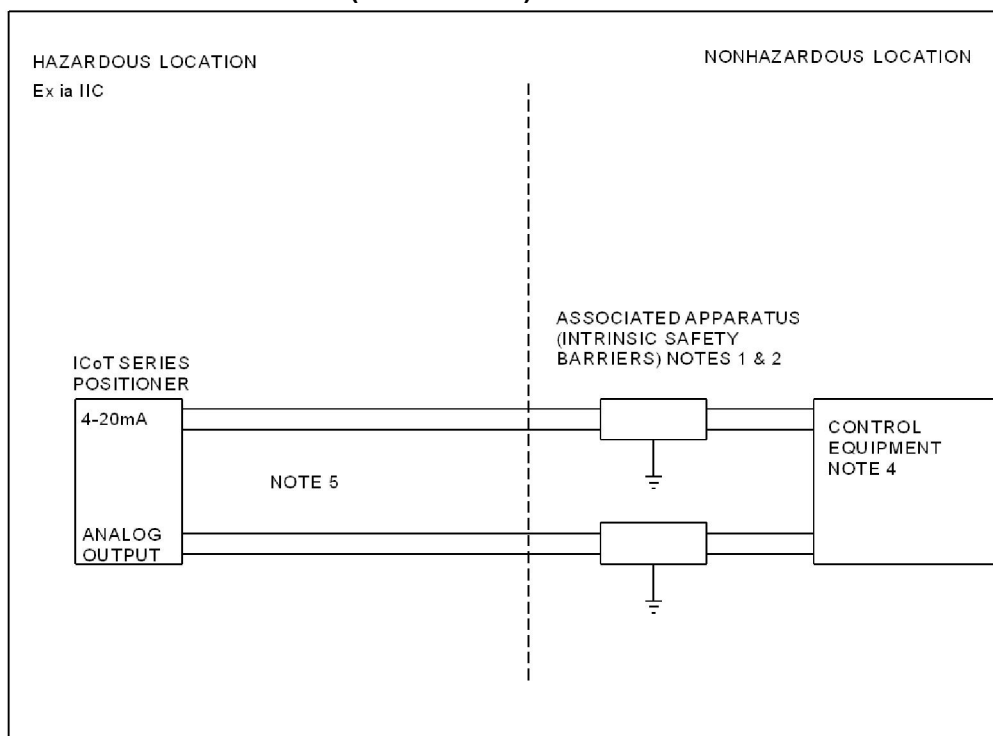 HAZARDOUS LOCATION
Ex ia IIC
NONHAZARDOUS LOCATION
ASSOCIATED APPARATUS
(INTRINSIC SAFETY
BARRIERS) NOTES 1 & 2
ICoT SERIES
POSITIONER
4-20mA
CONTROL
EQUIPMENT
NOTE 4
NOTE 5
ANALOG
OUTPUT